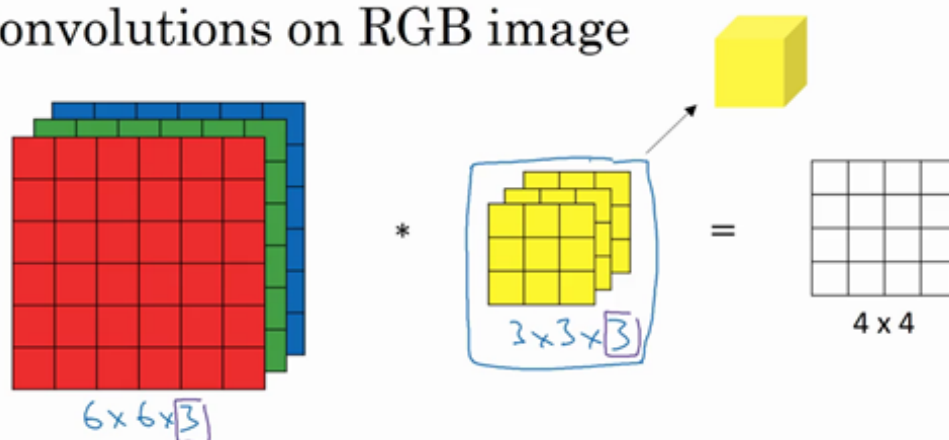 onvolutions on RGB image
*
=
3x3x3
4 x 4
6x6x3